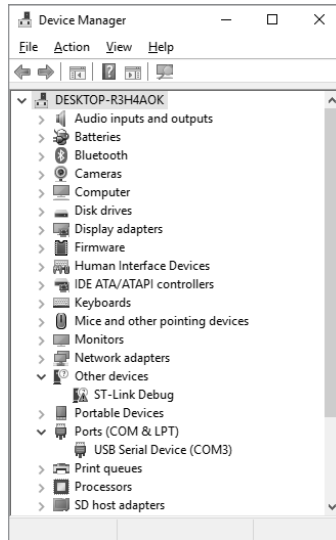 Device Manager
File Action View Help
DESKTOP-R3H4AOK
Audio inputs and outputs
Batteries
Bluetooth
Cameras
Computer
Disk drives
Display adapters
Firmware
Human Interface Devices
IDE ATA/ATAPI controllers
Keyboards
Mice and other pointing devices
Monitors
Network adapters
Other devices
ST-Link Debug
Portable Devices
Ports (COM & LPT)
USB Serial Device (COM3)
Print queues
Processors
SD host adapters